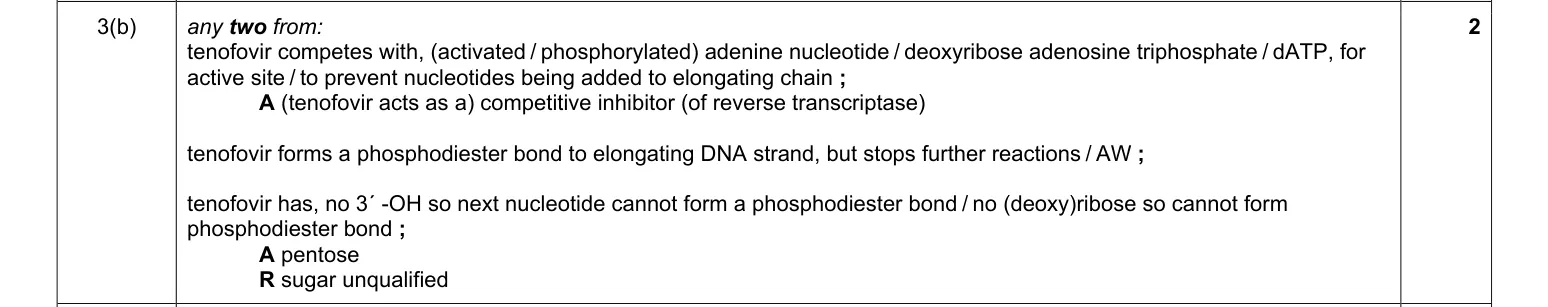 3(b)
any two from:
2
tenofovir competes with, (activated / phosphorylated) adenine nucleotide / deoxyribose adenosine triphosphate / dATP, for
active site / to prevent nucleotides being added to elongating chain ;
A (tenofovir acts as a) competitive inhibitor (of reverse transcriptase)
tenofovir forms a phosphodiester bond to elongating DNA strand, but stops further reactions / AW ;
tenofovir has, no 3´ -OH so next nucleotide cannot form a phosphodiester bond / no (deoxy)ribose so cannot form
phosphodiester bond ;
A pentose
R sugar unqualified